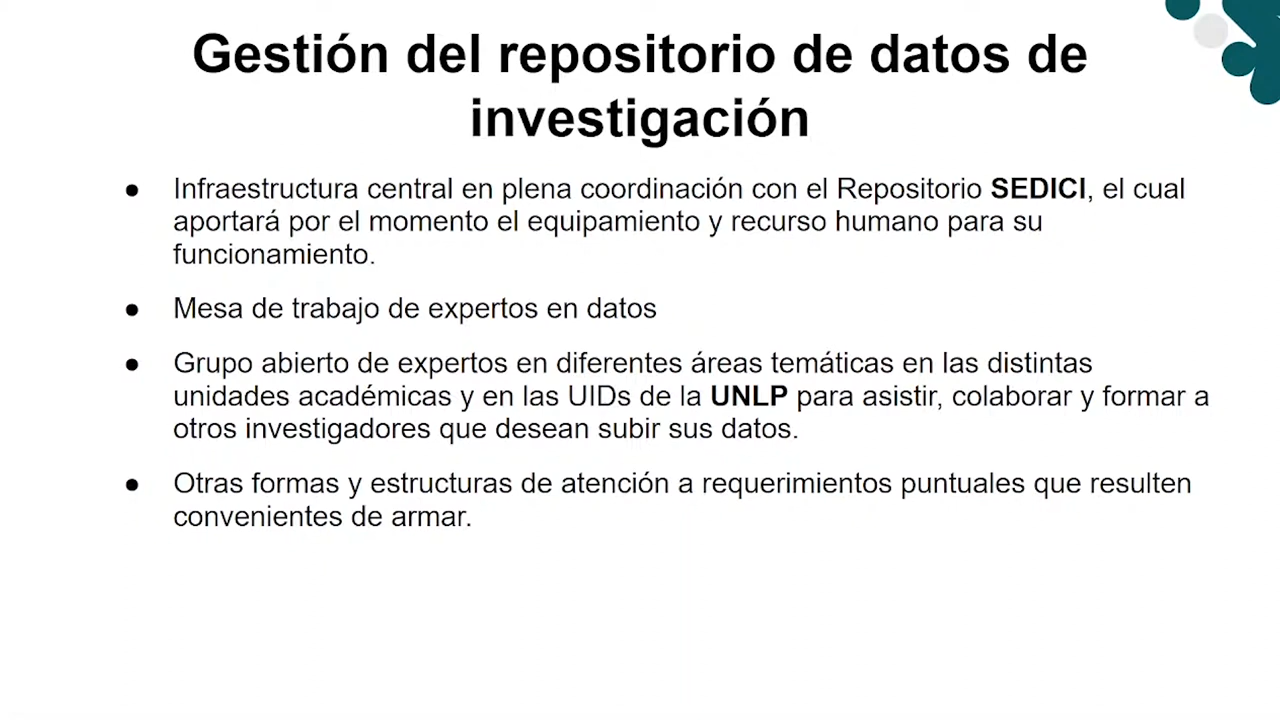 Gestión del repositorio de datos de
investigación
● Infraestructura central en plena coordinación con el Repositorio SEDICI, el cual
aportará por el momento el equipamiento y recurso humano para su
funcionamiento.
● Mesa de trabajo de expertos en datos
● Grupo abierto de expertos en diferentes áreas temáticas en las distintas
unidades académicas y en las UIDs de la UNLP para asistir, colaborar y formar a
otros investigadores que desean subir sus datos.
● Otras formas y estructuras de atención a requerimientos puntuales que resulten
convenientes de armar.